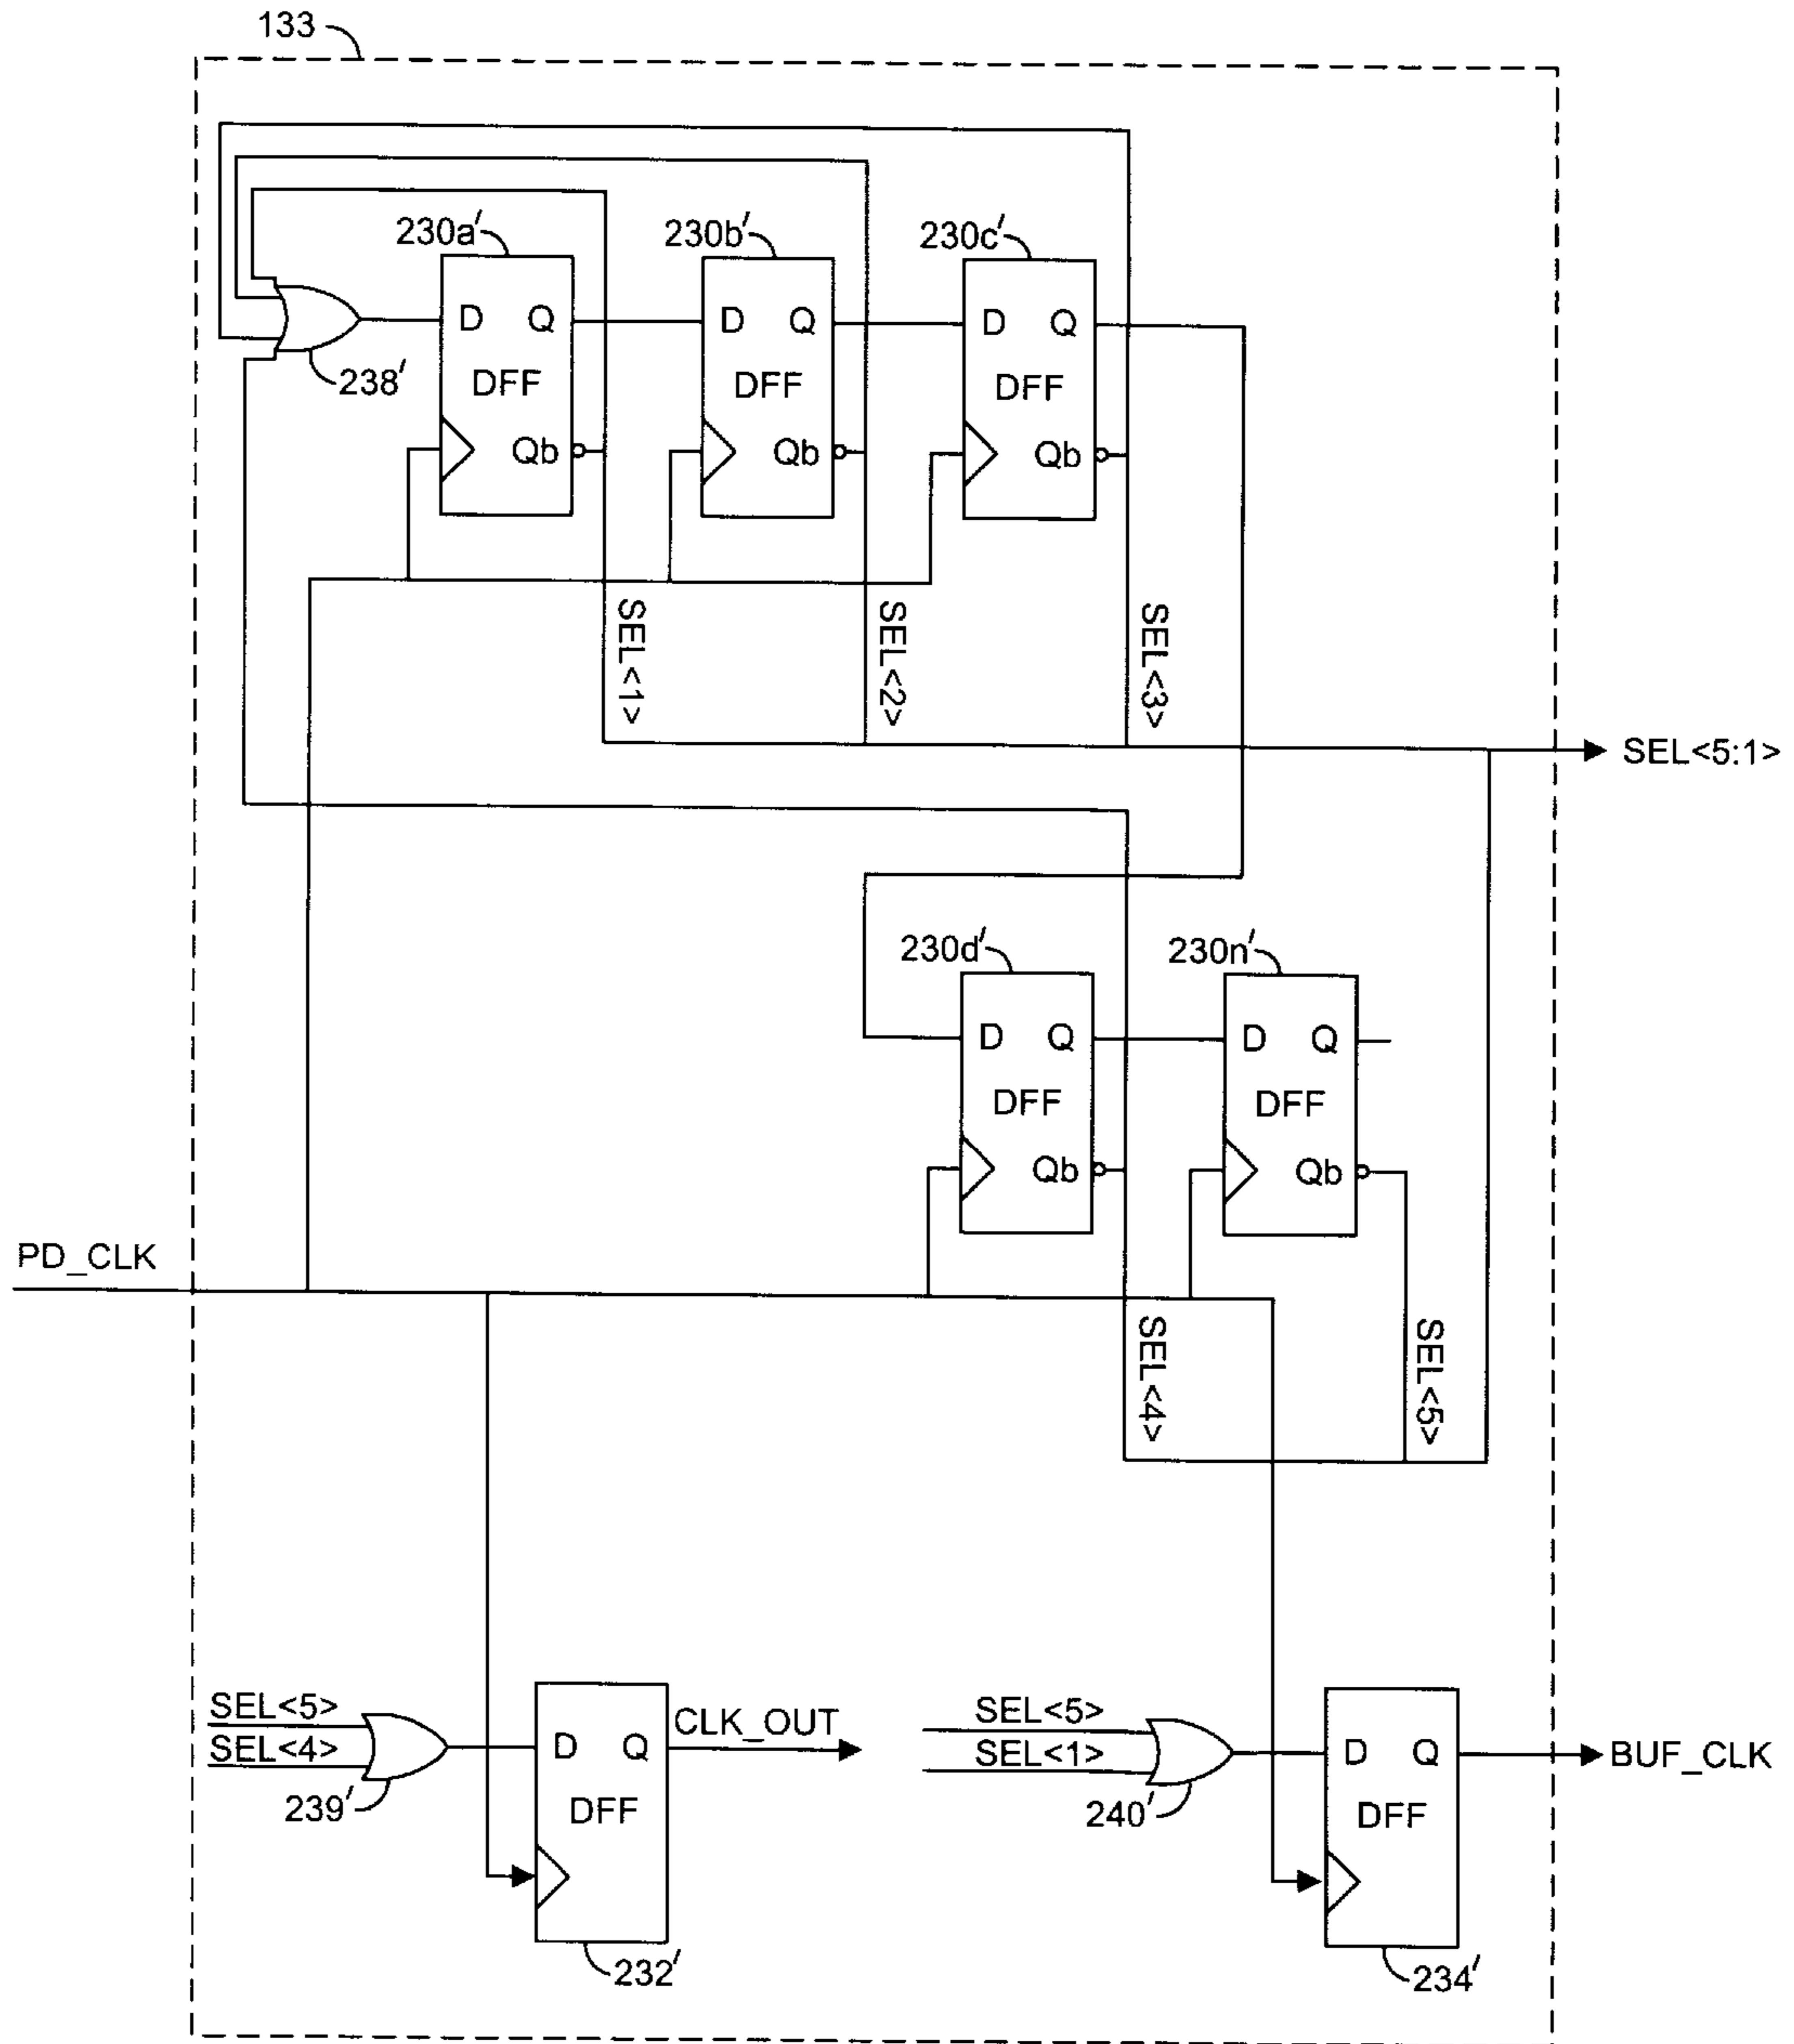 133
230a'
230b'
230c'
D Q
DFF
Qb
D Q
DFF
Qb
D Q
DFF
Qb
238'
SEL<1>
SEL<2>
SEL<3>
SEL<5:1>
230d'
230n'
D Q
DFF
Qb
D Q
DFF
Qb
PD_CLK
SEL<4>
SEL<5>
SEL<5>
SEL<4>
239'
D Q
DFF
CLK_OUT
232'
SEL<5>
SEL<1>
240'
D Q
DFF
BUF_CLK
234'